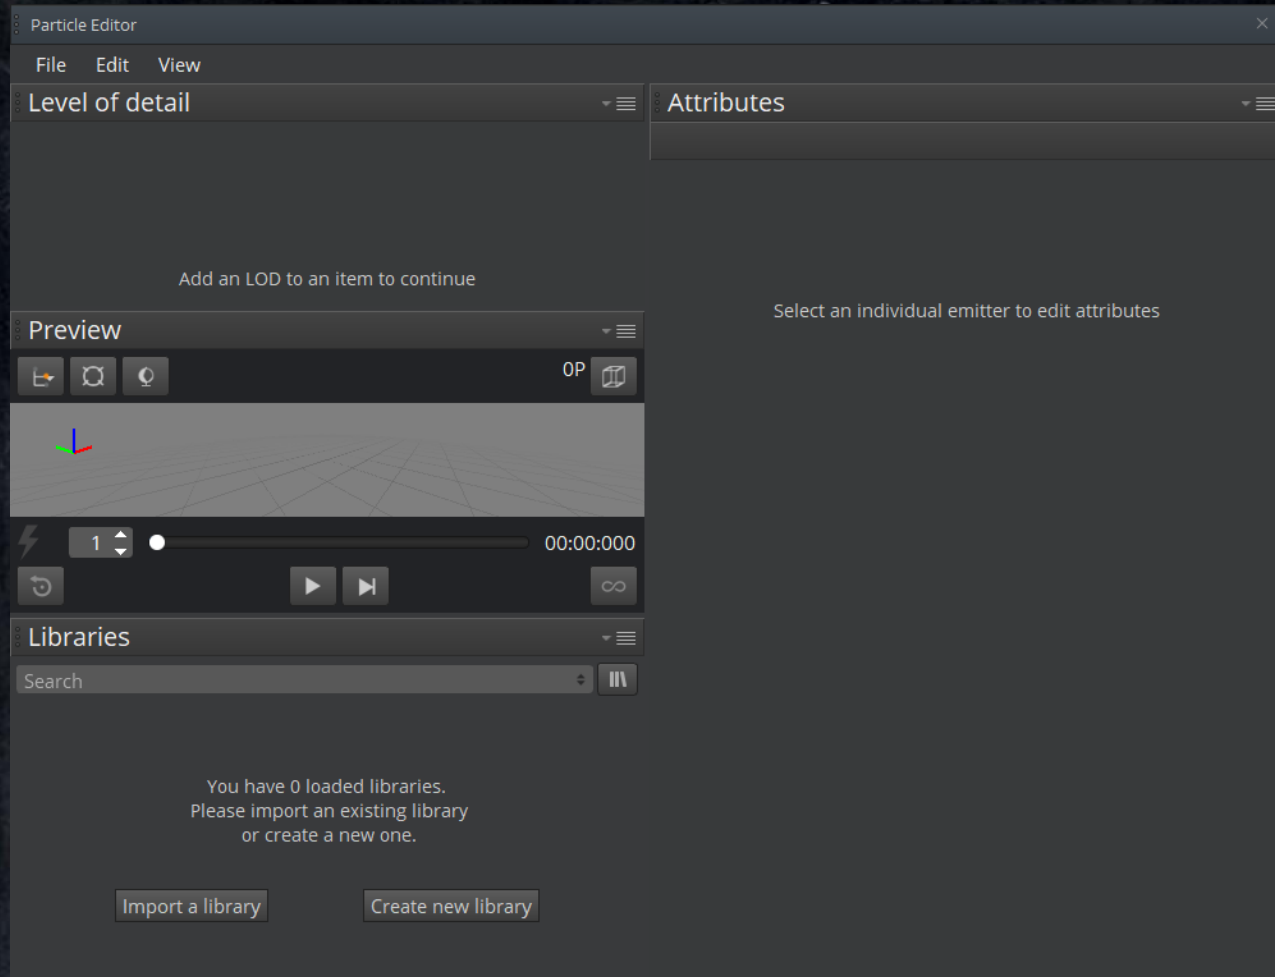 Particle Editor
File Edit View
Level of detail
Add an LOD to an item to continue
Preview
0P
1 00:00:000
Libraries
Search
You have 0 loaded libraries.
Please import an existing library
or create a new one.
Import a library Create new library
Attributes
Select an individual emitter to edit attributes